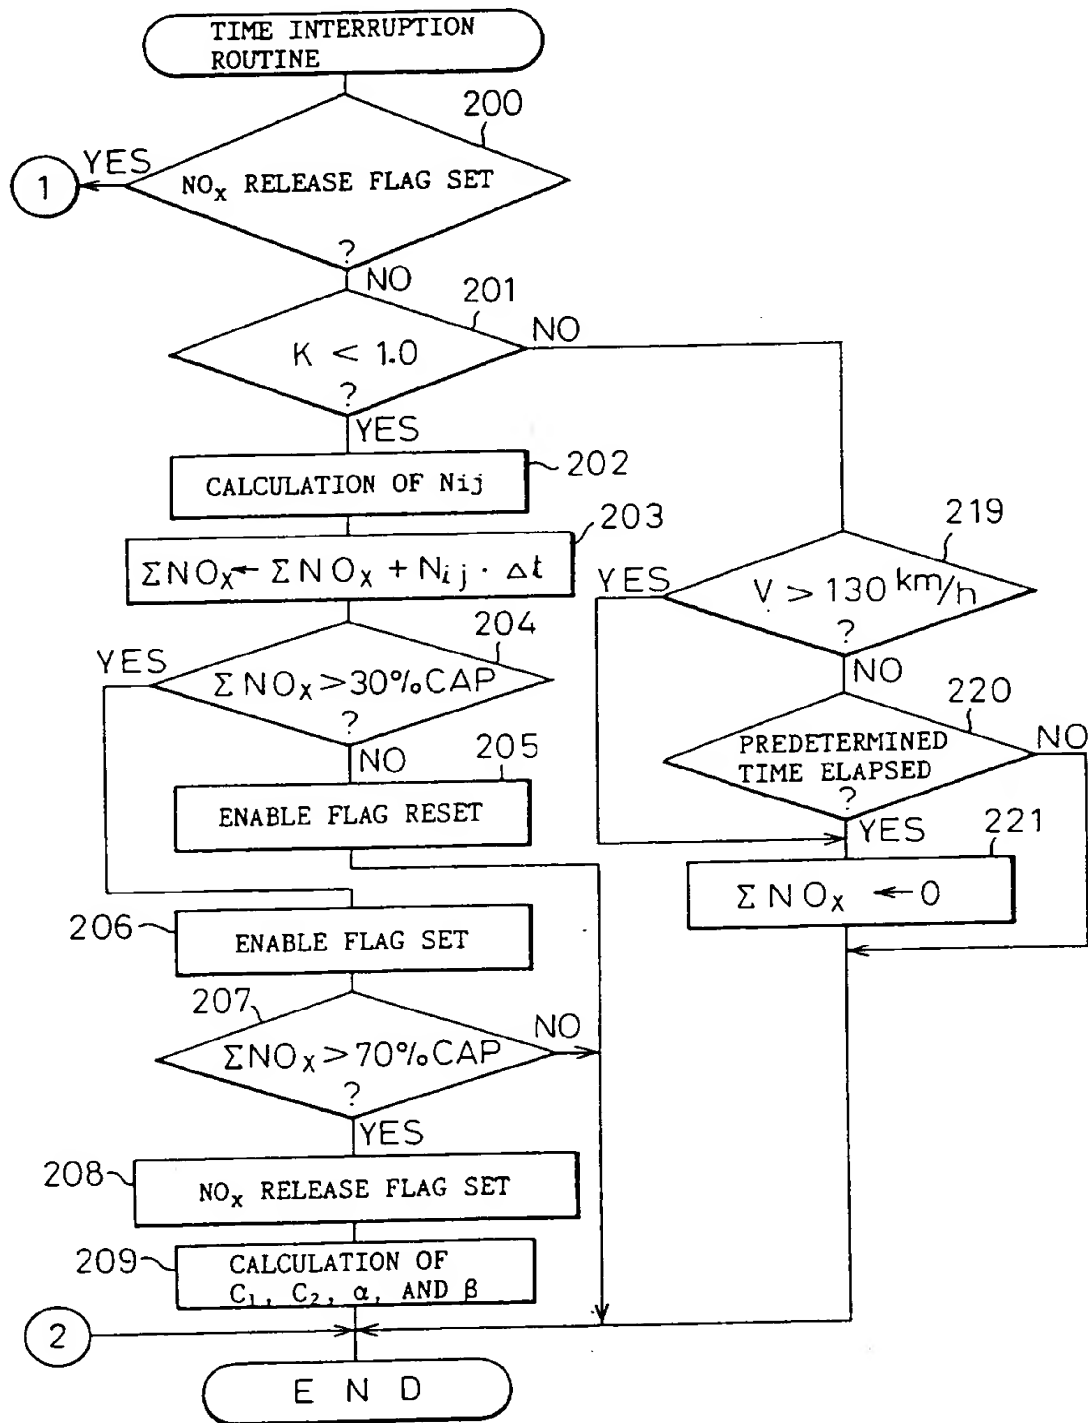 TIME INTERRUPTION
ROUTINE
200
YES
1
NOx RELEASE FLAG SET
?
NO
201
NO
K < 1.0
?
YES
202
CALCULATION OF Nij
203
ΣNOx ← ΣNOx + Nij · Δt
219
YES
V > 130 km/h
?
NO
204
YES
ΣNOx > 30% CAP
?
NO
220
PREDETERMINED
TIME ELAPSED
?
NO
YES
205
ENABLE FLAG RESET
221
ΣNOx ← 0
206
ENABLE FLAG SET
207
NO
ΣNOx > 70% CAP
?
YES
208
NOx RELEASE FLAG SET
209
CALCULATION OF
C1, C2, α, AND β
2
END